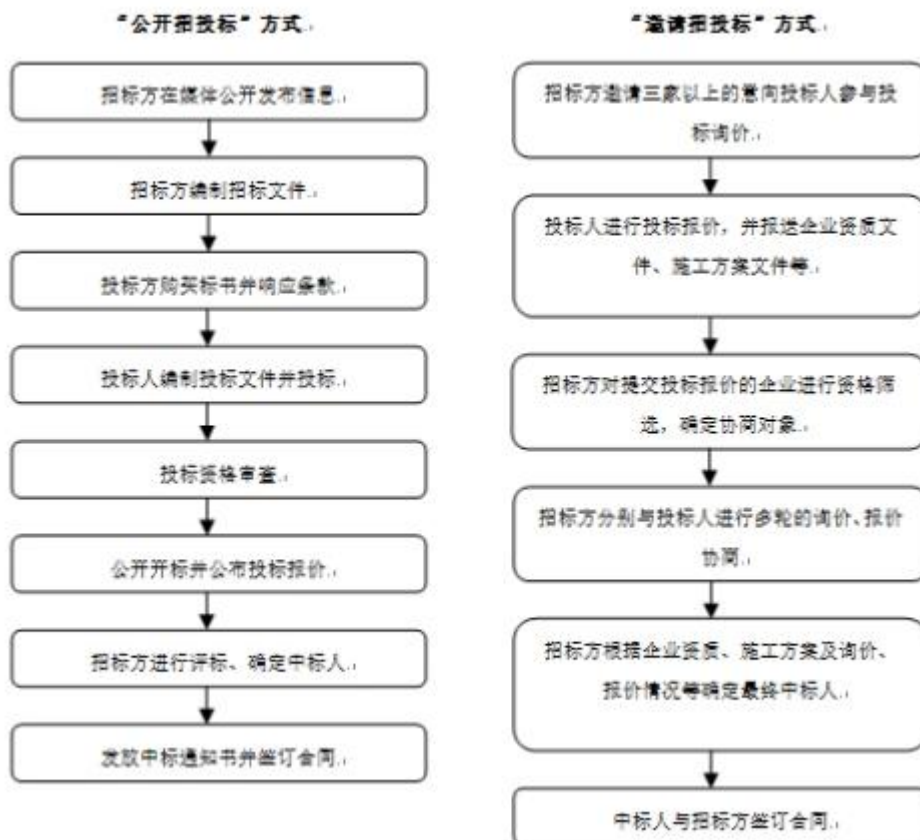 “公开招投标”方式
招标方在媒体公开发布信息
招标方编制招标文件
投标方购买标书并响应条款
投标人编制投标文件并投标
投标资格审查
公开开标并公布投标报价
招标方进行评标、确定中标人
发放中标通知书并签订合同
“邀请招投标”方式
招标方邀请三家以上的意向投标人参与投
标询价
投标人进行投标报价，并报送企业资质文
件、施工方案文件等
招标方对提交投标报价的企业进行资格筛
选，确定协商对象
招标方分别与投标人进行多轮的询价、报价
协商
招标方根据企业资质、施工方案及询价、
报价情况等确定最终中标人
中标人与招标方签订合同